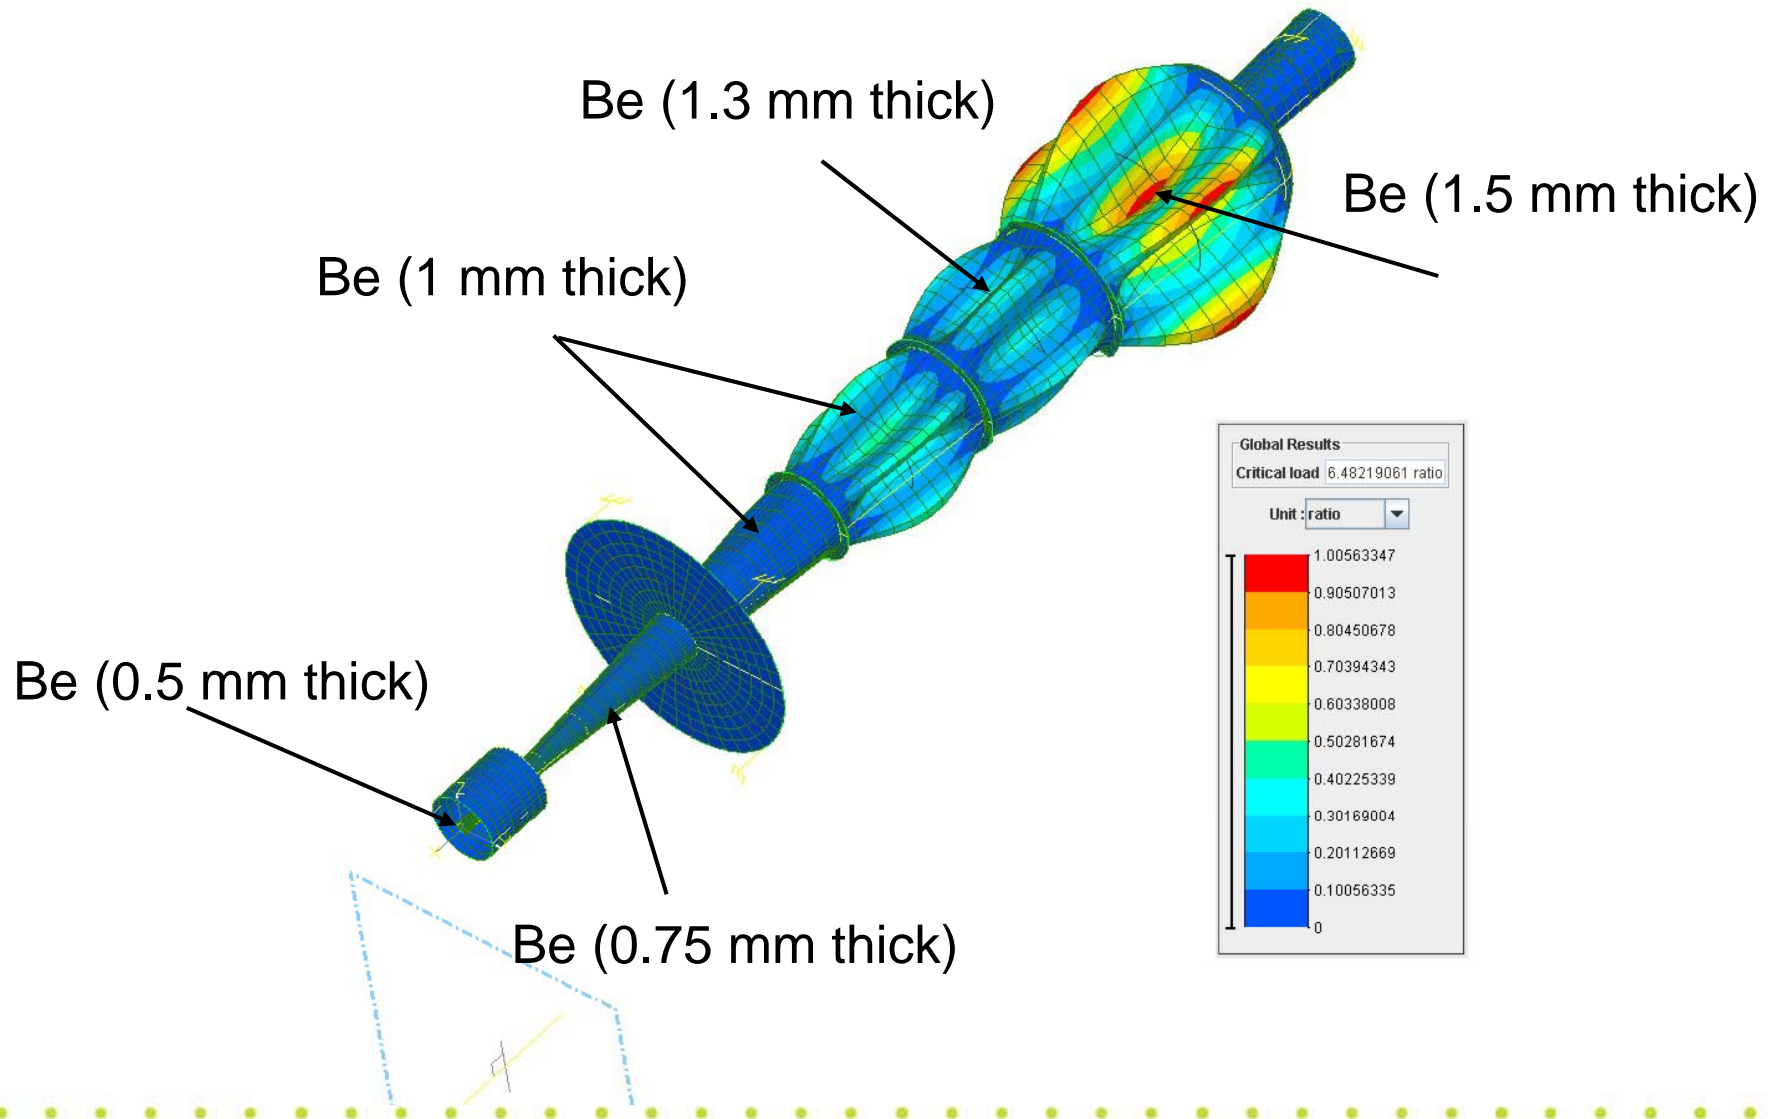 Be (1.3 mm thick)
Be (1.5 mm thick)
Be (1 mm thick)
Be (0.5 mm thick)
Be (0.75 mm thick)
Global Results
Critical load 6.48219061 ratio
Unit : ratio
1.00563347
0.90507013
0.80450678
0.70394343
0.60338008
0.50281674
0.40225339
0.30169004
0.20112669
0.10056335
0